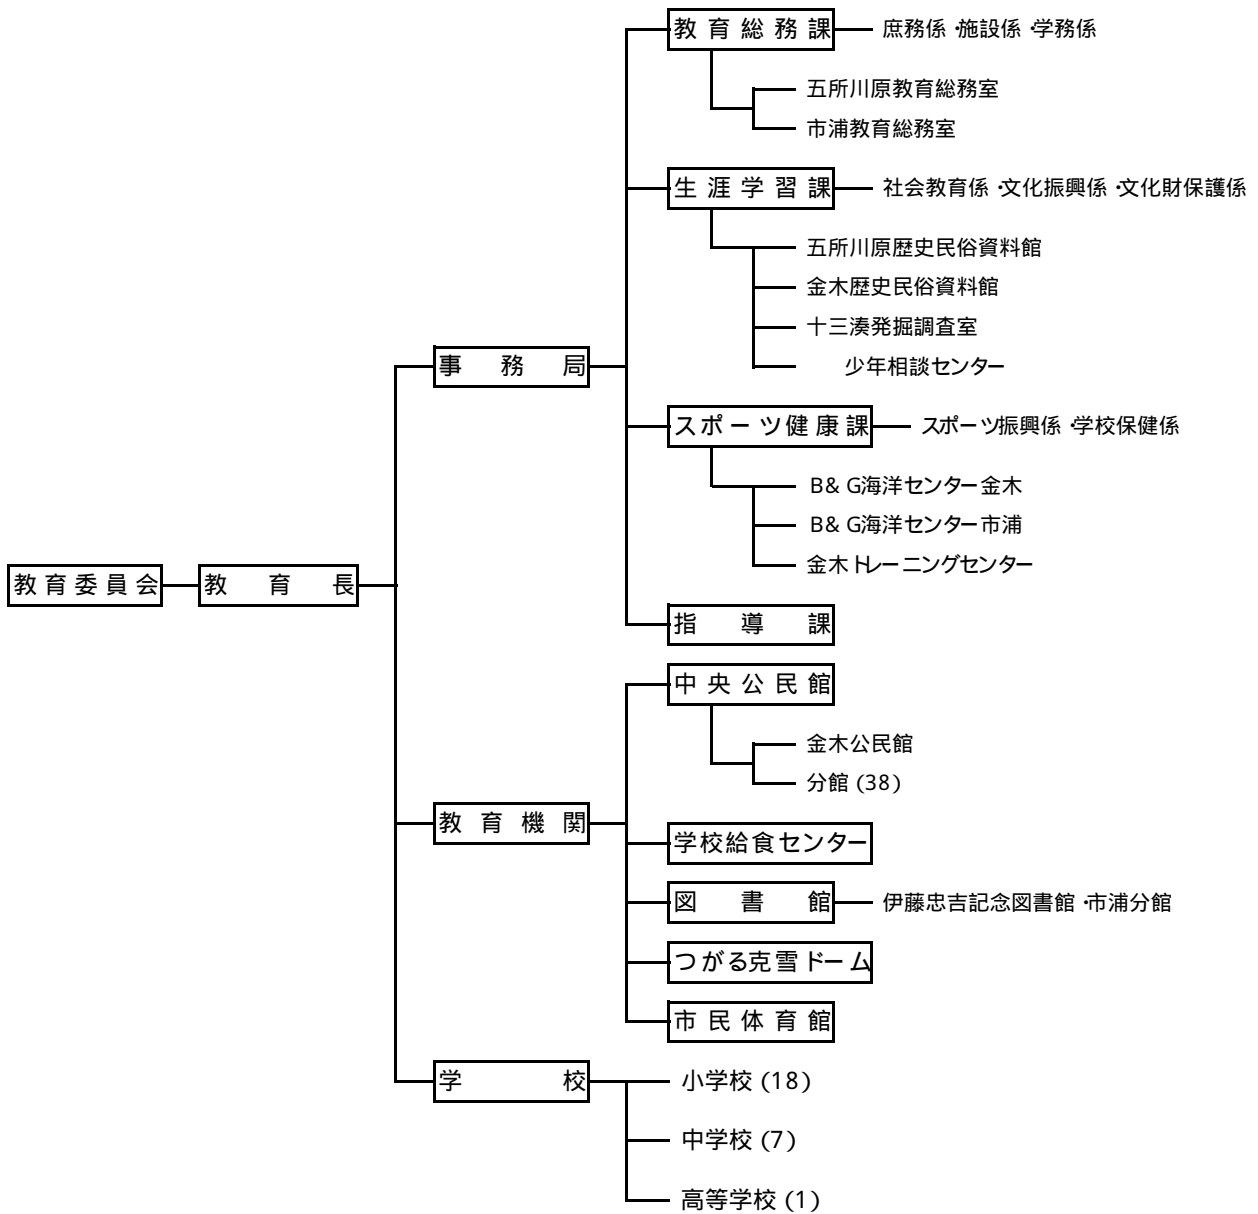 教育総務課 庶務係・施設係・学務係
五所川原教育総務室
市浦教育総務室
生涯学習課 社会教育係・文化振興係・文化財保護係
五所川原歴史民俗資料館
金木歴史民俗資料館
十三湊発掘調査室
事務局
少年相談センター
スポーツ健康課 スポーツ振興係・学校保健係
B&G海洋センター金木
B&G海洋センター市浦
金木トレーニングセンター
教育委員会 教育長
指導課
中央公民館
金木公民館
分館(38)
教育機関
学校給食センター
図書館 伊藤忠吉記念図書館・市浦分館
つがる克雪ドーム
市民体育館
学校 小学校(18)
中学校(7)
高等学校(1)